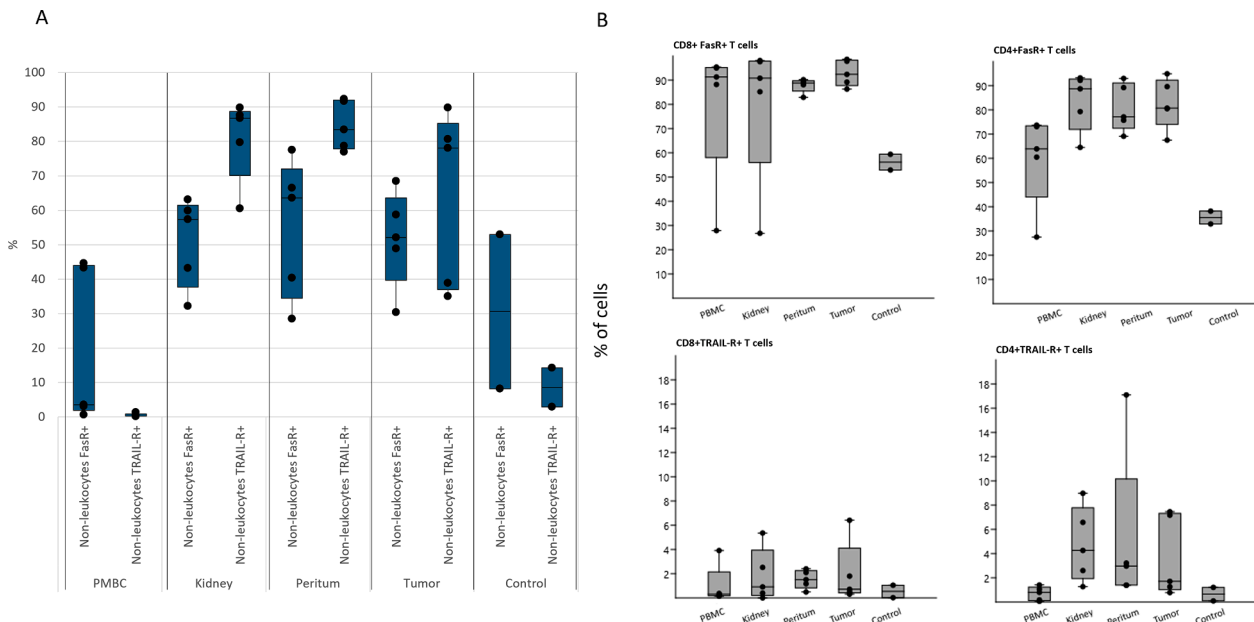 A
100
90
80
70
60
50
40
30
20
10
0
%
Non-leukocytes FasR+
Non-leukocytes TRAIL-R+
Non-leukocytes FasR+
Non-leukocytes TRAIL-R+
Non-leukocytes FasR+
Non-leukocytes TRAIL-R+
Non-leukocytes FasR+
Non-leukocytes TRAIL-R+
Non-leukocytes FasR+
Non-leukocytes TRAIL-R+
PMBC Kidney Peritum Tumor Control
B
% of cells
CD8+ FasR+ T cells
90
80
70
60
50
40
30
20
10
PBMC Kidney Peritum Tumor Control
CD4+FasR+ T cells
90
80
70
60
50
40
30
20
10
PBMC Kidney Peritum Tumor Control
CD8+TRAIL-R+ T cells
18
16
14
12
10
8
6
4
2
PBMC Kidney Peritum Tumor Control
CD4+TRAIL-R+ T cells
18
16
14
12
10
8
6
4
2
PBMC Kidney Peritum Tumor Control